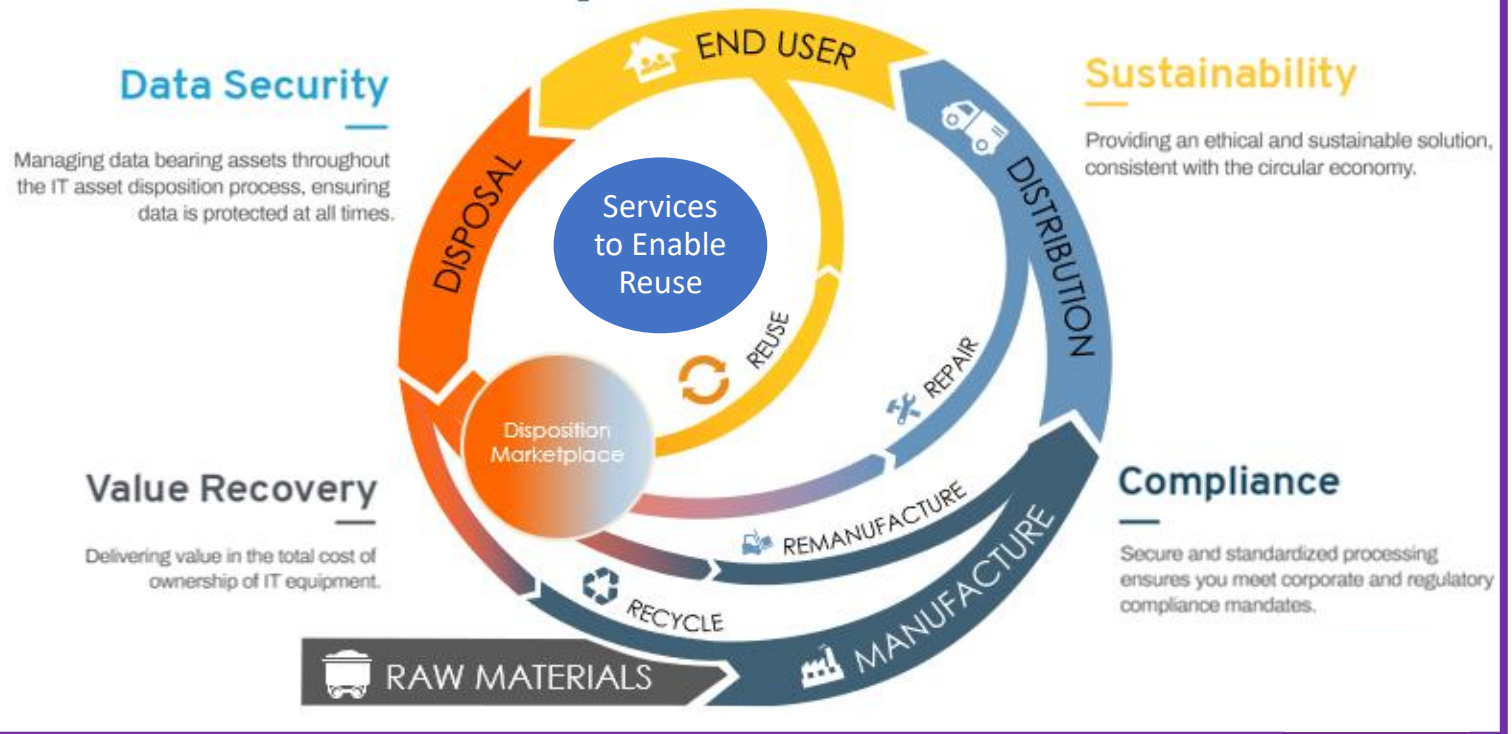 END USER
Data Security
Managing data bearing assets throughout
the IT asset disposition process, ensuring
data is protected at all times.
Sustainability
Providing an ethical and sustainable solution,
consistent with the circular economy.
DISPOSAL
Services
to Enable
Reuse
DISTRIBUTION
REUSE
REPAIR
Disposition
Marketplace
Value Recovery
Delivering value in the total cost of
ownership of IT equipment.
Compliance
Secure and standardized processing
ensures you meet corporate and regulatory
compliance mandates.
REMANUFACTURE
RECYCLE
MANUFACTURE
RAW MATERIALS